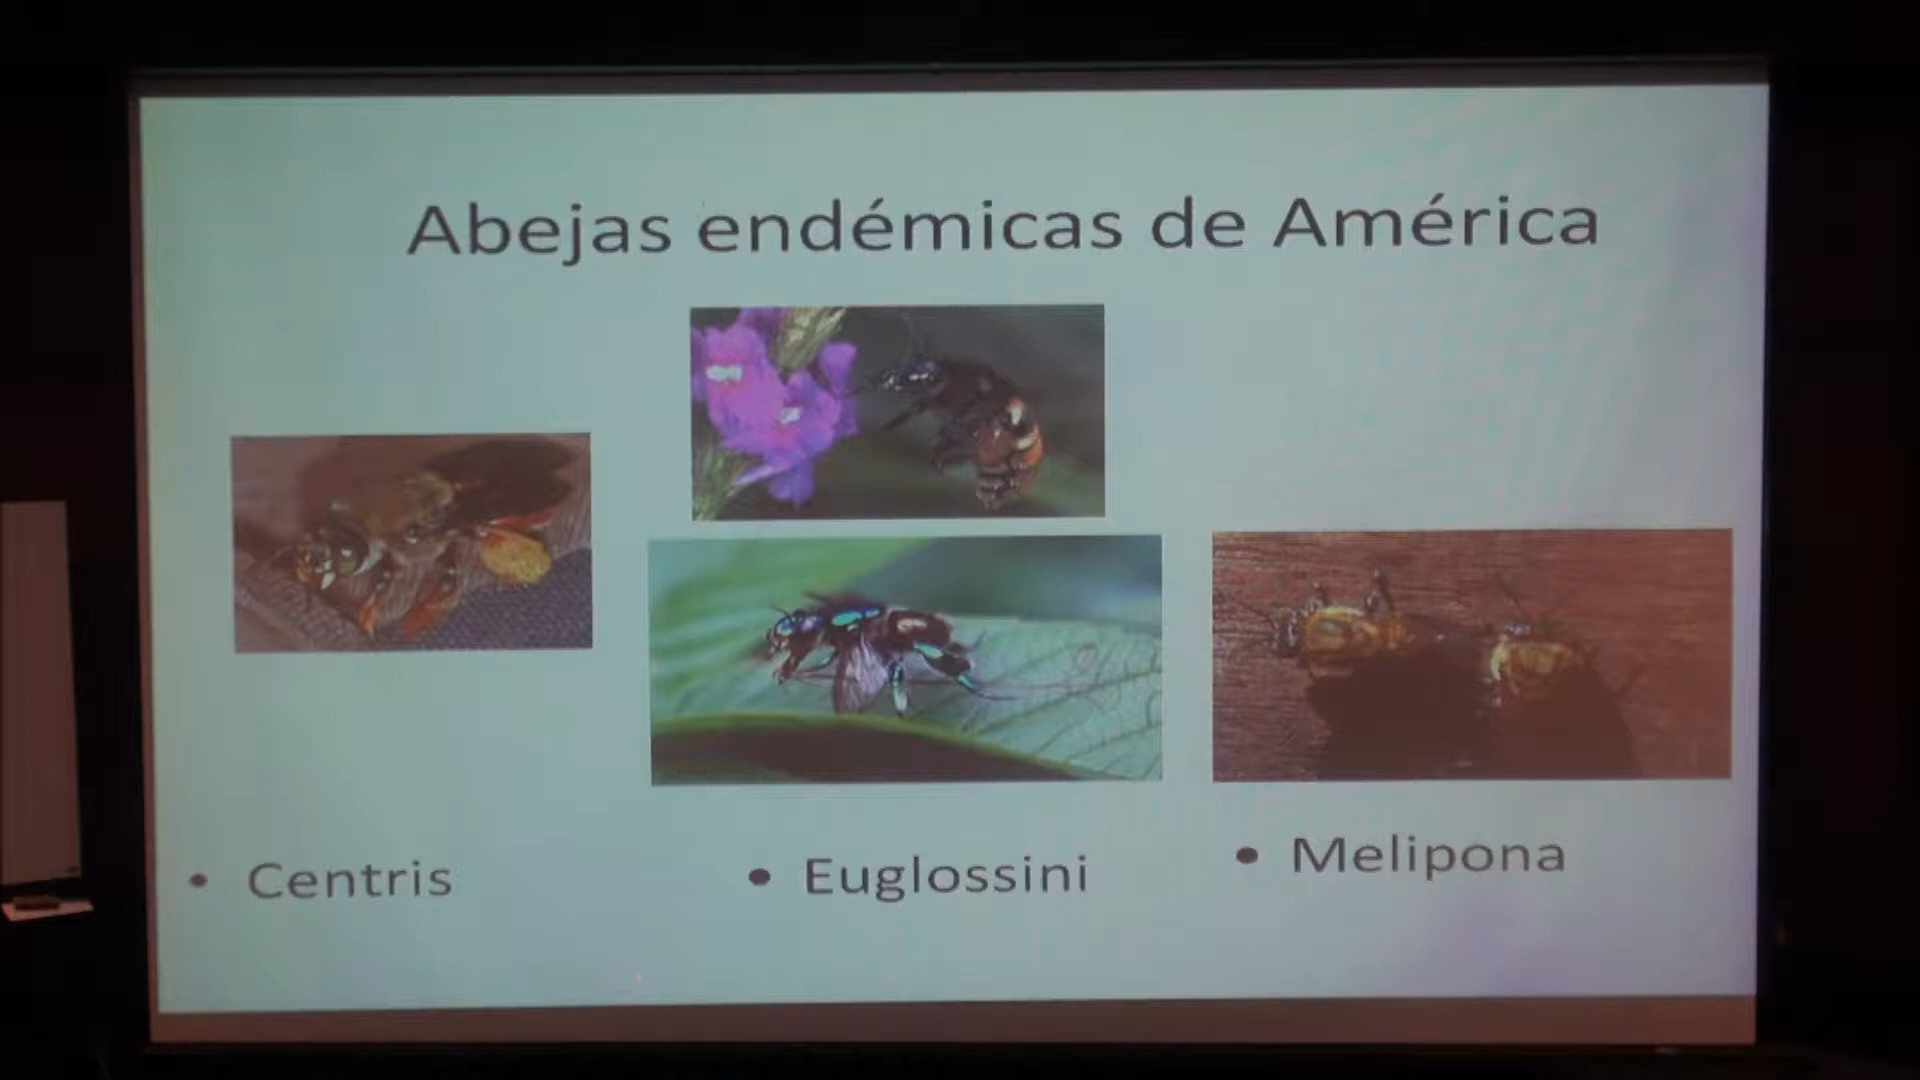 Abejas endémicas de América
• Centris
• Euglossini
• Melipona